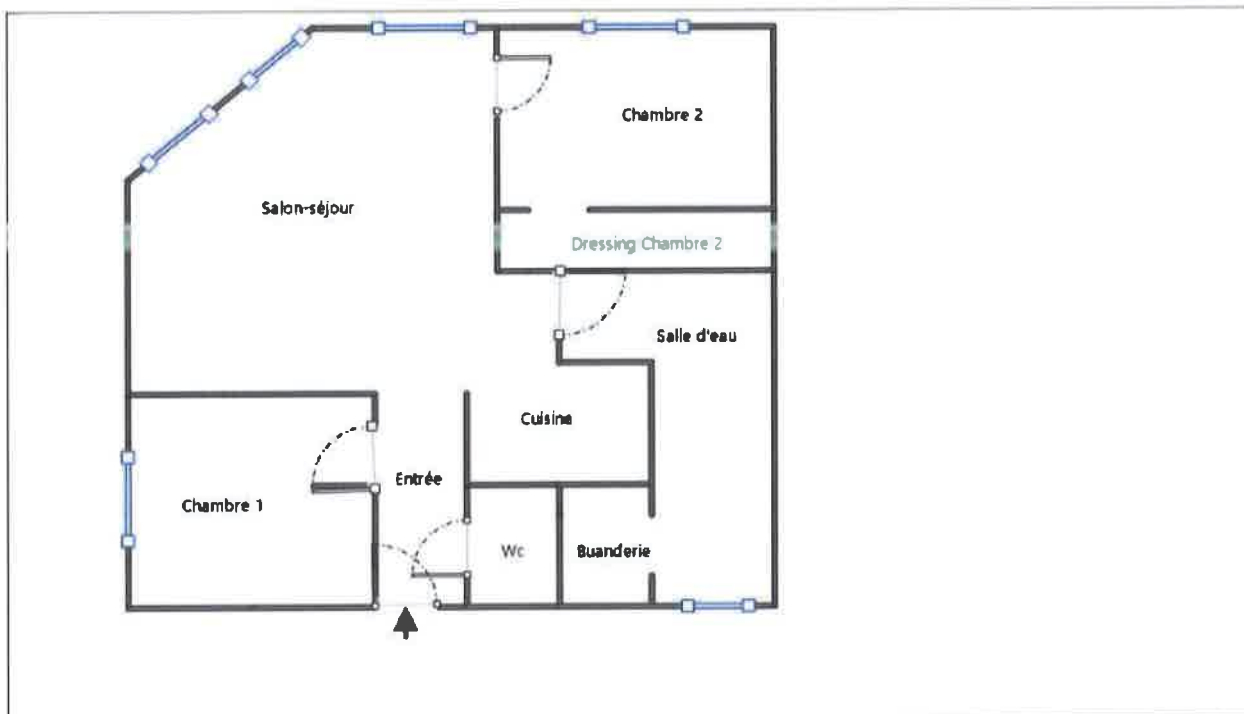 Chambre 2
Salon-séjour
Dressing Chambre 2
Salle d'eau
Cuisine
Entrée
Chambre 1
Wc
Buanderie